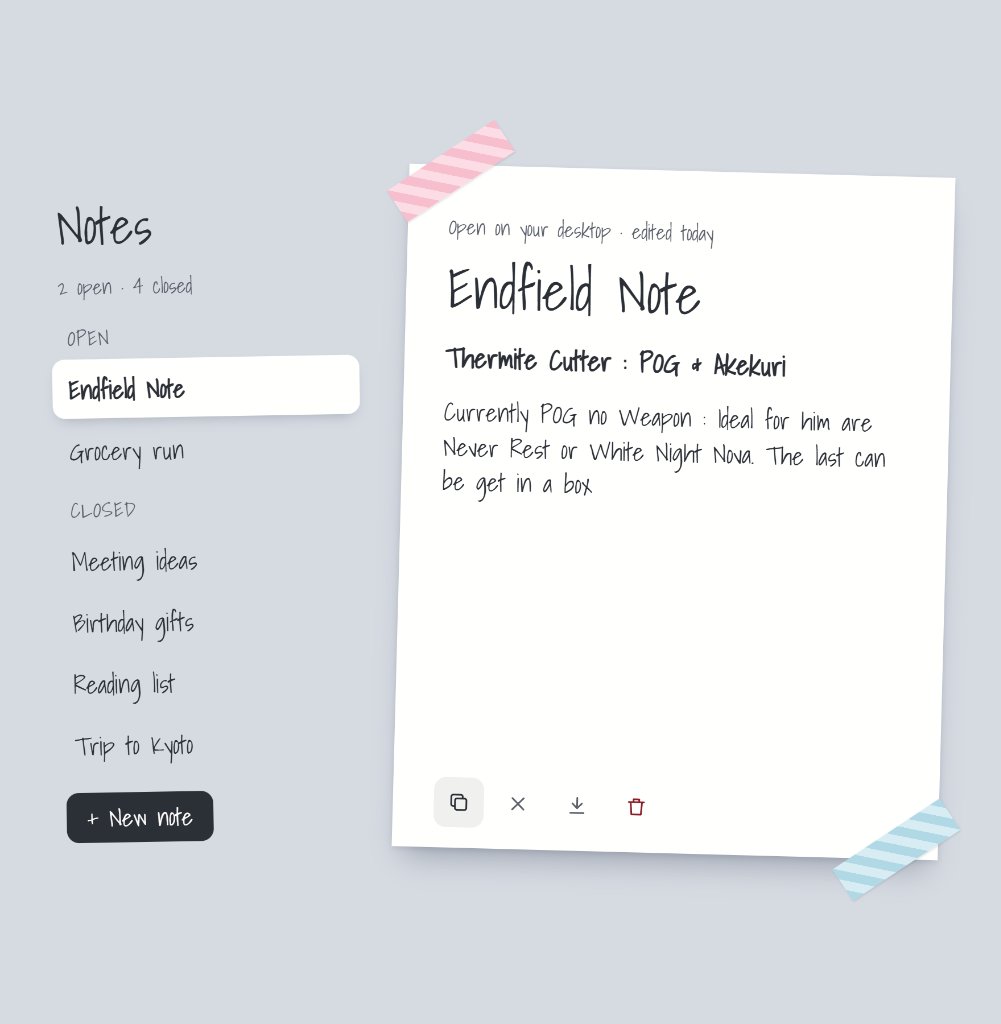 Notes
2 open · 4 closed
OPEN
Endfield Note
Grocery run
CLOSED
Meeting ideas
Birthday gifts
Reading list
Trip to Kyoto
+ New note
Open on your desktop · edited today
Endfield Note
Thermite Cutter : POG & Akekuri
Currently POG no Weapon : Ideal for him are
Never Rest or White Night Nova. The last can
be get in a box